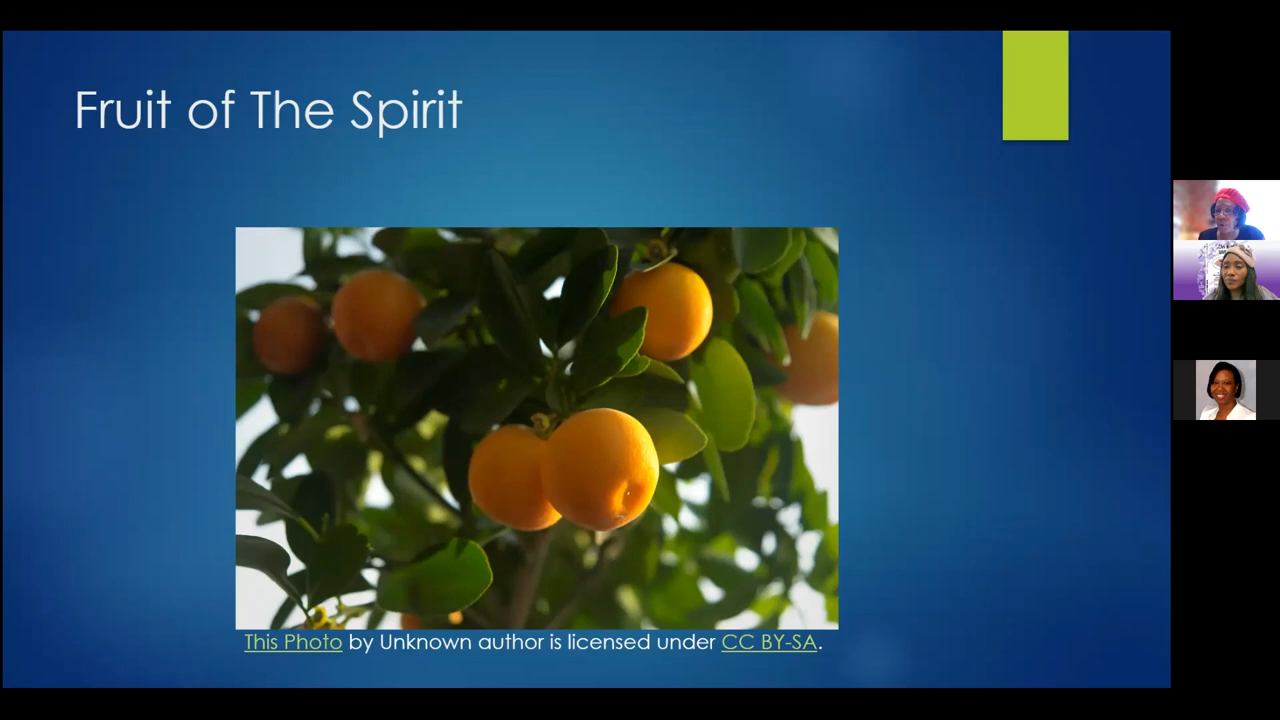 Fruit of The Spirit
This Photo by Unknown author is licensed under CC BY-SA.